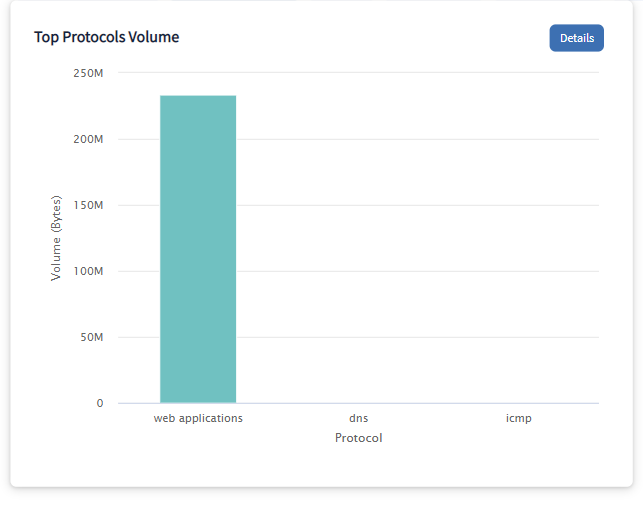 Top Protocols Volume
Details
250M
200M
150M
100M
50M
0
Volume (Bytes)
web applications
dns
icmp
Protocol